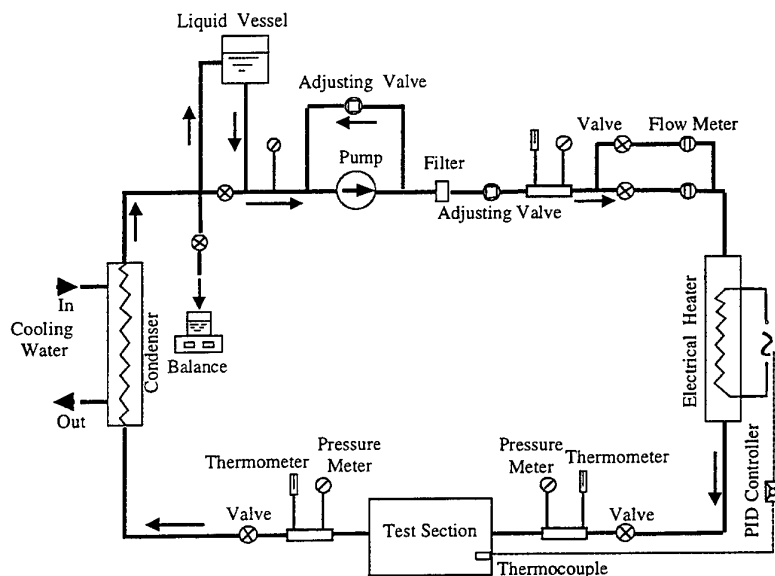 Liquid Vessel
Adjusting Valve
Pump
Filter
Valve
Flow Meter
Adjusting Valve
In
Cooling
Water
Out
Condenser
Balance
Electrical Heater
PID Controller
Pressure
Meter
Thermometer
Valve
Test Section
Pressure
Meter
Thermometer
Valve
Thermocouple